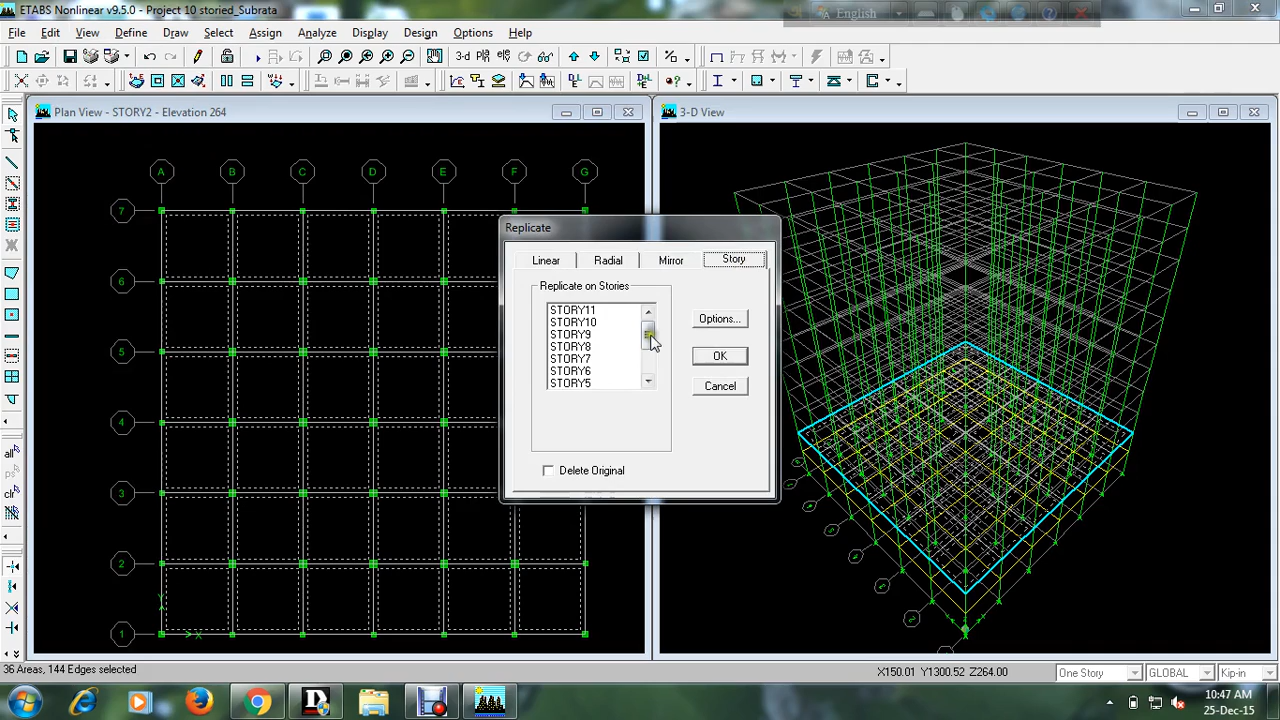 ETABS Nonlinear v9.5.0 - Project 10 storied_Subrata
English
File Edit View Define Draw Select Assign Analyze Display Design Options Help
3-d
all
clr
Plan View - STORY2 - Elevation 264
3-D View
A B C D E F G
7
6
5
4
3
2
1
Y
X
Replicate
Linear Radial Mirror Story
Replicate on Stories
STORY11
STORY10
STORY9
STORY8
STORY7
STORY6
STORY5
Options...
OK
Cancel
Delete Original
36 Areas, 144 Edges selected
X150.01 Y1300.52 Z264.00
One Story
GLOBAL
Kip-in
10:47 AM
25-Dec-15